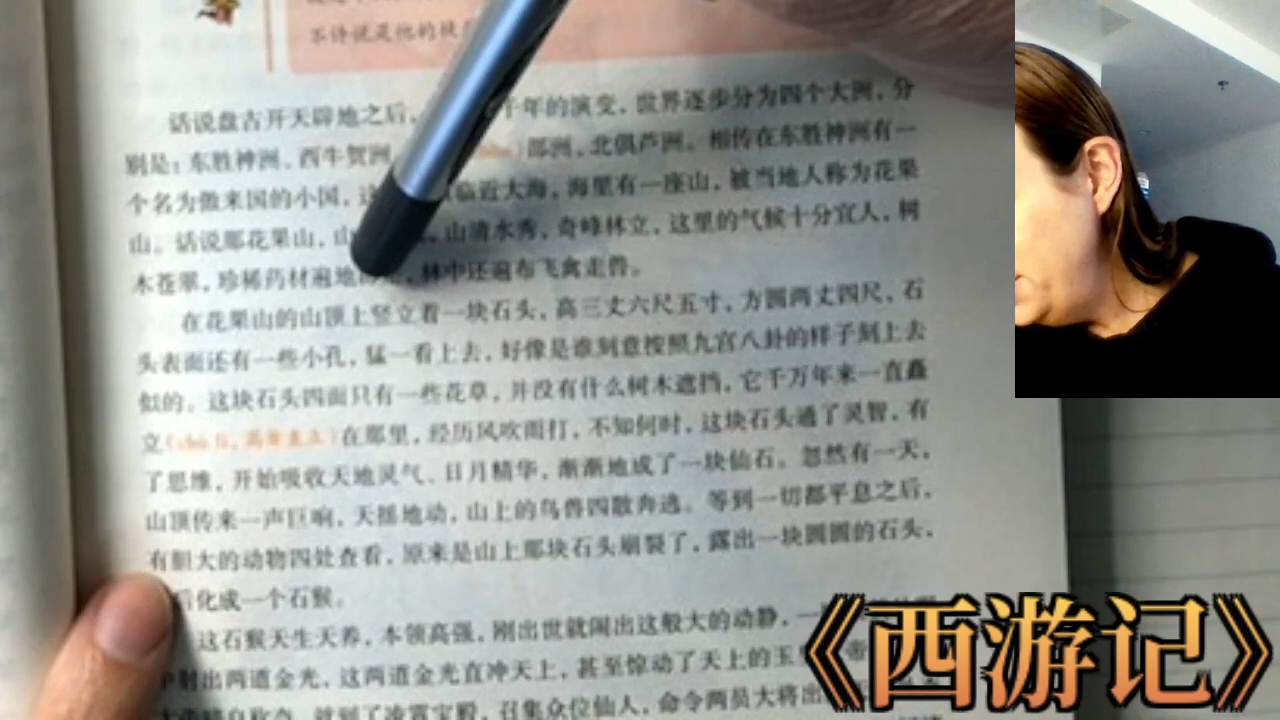 不许说是他的徒
话说盘古开天辟地之后，千年的演变，世界逐步分为四个大洲，分
别是：东胜神洲、西牛贺洲 部洲、北俱芦洲。相传在东胜神洲有一
个名为傲来国的小国，这 临近大海，海里有一座山，被当地人称为花果
山。话说那花果山，山 山清水秀，奇峰林立，这里的气候十分宜人，树
木苍翠，珍稀药材遍地 ，林中还遍布飞禽走兽。
在花果山的山顶上竖立着一块石头，高三丈六尺五寸，方圆两丈四尺，石
头表面还有一些小孔，猛一看上去，好像是谁刻意按照九宫八卦的样子刻上去
似的。这块石头四面只有一些花草，并没有什么树木遮挡，它千万年来一直矗
立（chù lì，高耸直立）在那里，经历风吹雨打，不知何时，这块石头通了灵智，有
了思维，开始吸收天地灵气、日月精华，渐渐地成了一块仙石。忽然有一天，
山顶传来一声巨响，天摇地动，山上的鸟兽四散奔逃。等到一切都平息之后，
有胆大的动物四处查看，原来是山上那块石头崩裂了，露出一块圆圆的石头，
后化成一个石猴。
这石猴天生天养，本领高强，刚出世就闹出这般大的动静，一
射出两道金光，这两道金光直冲天上，甚至惊动了天上的玉
就到了凌霄宝殿，召集众位仙人，命令两员大将出
《西游记》